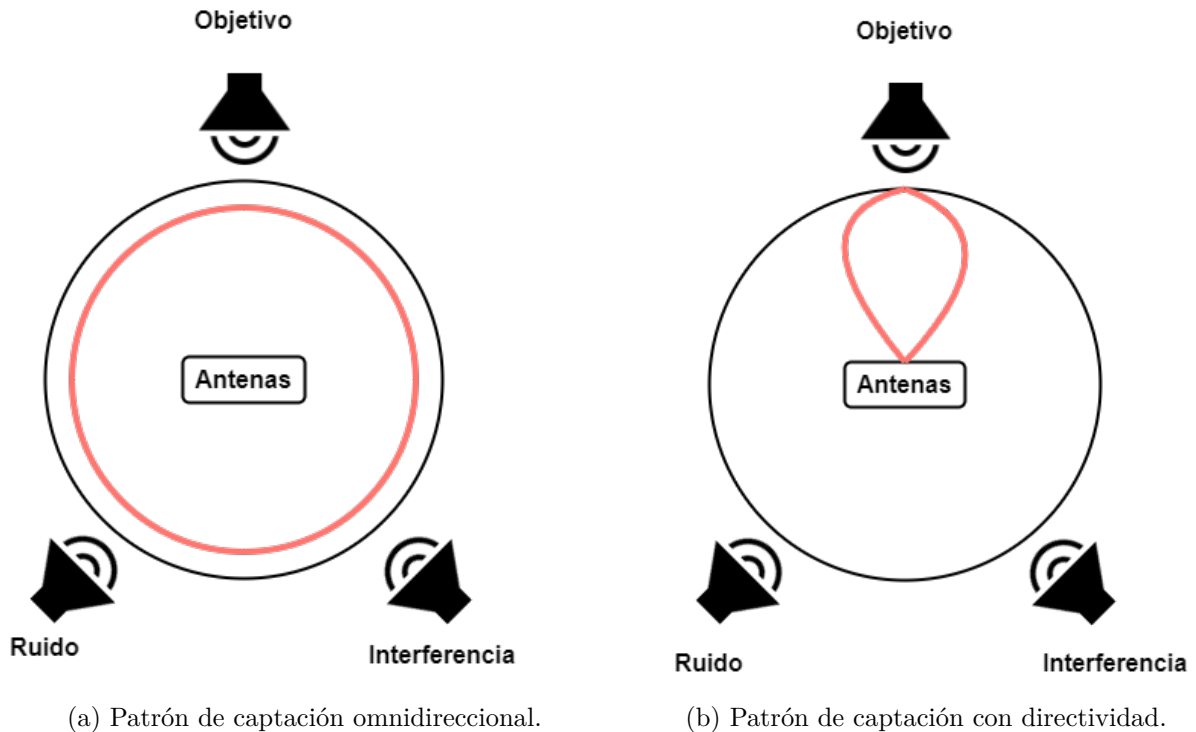 Objetivo
Antenas
Ruido
Interferencia
(a) Patrón de captación omnidireccional.
Objetivo
Antenas
Ruido
Interferencia
(b) Patrón de captación con directividad.